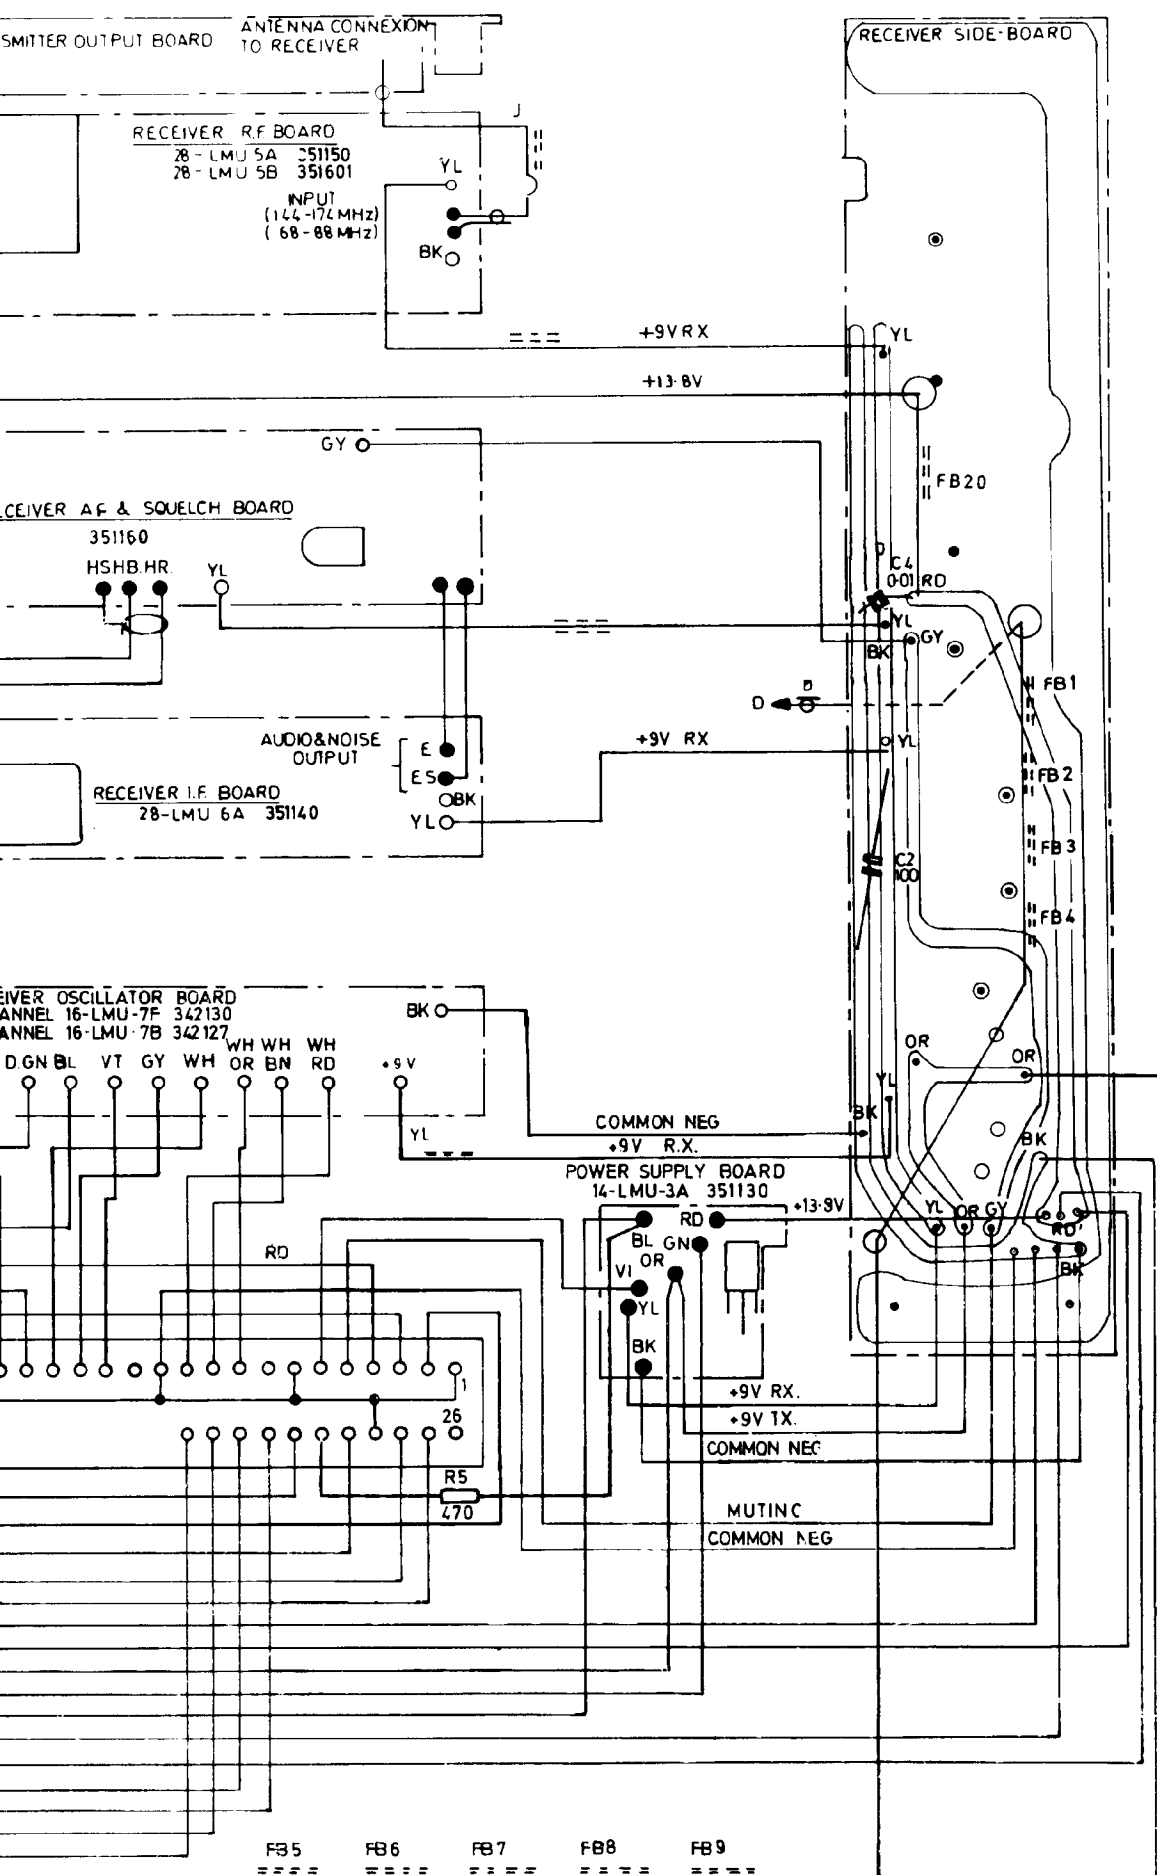 SMITTER OUTPUT BOARD
ANTENNA CONNEXION
TO RECEIVER
RECEIVER SIDE-BOARD
J
RECEIVER R.F. BOARD
28-LMU 5A 351150
28-LMU 5B 351601
YL
INPUT
(144-174MHz)
(68-88MHz)
BK
+9V RX
YL
+13.8V
GY
FB20
CEIVER A.F. & SQUELCH BOARD
351160
HS HB. HR.
YL
D
C4
0.01
RD
YL
GY
BK
FB1
D
B
AUDIO&NOISE
OUTPUT
E
ES
BK
YL
+9V RX
YL
FB2
RECEIVER I.F. BOARD
28-LMU 6A 351140
FB3
C2
100
FB4
EIVER OSCILLATOR BOARD
ANNEL 16-LMU-7F 342130
ANNEL 16-LMU-7B 342127
BK
D.GN BL VT GY WH
WH OR
WH BN
WH RD
+9V
OR
OR
YL
BK
YL
COMMON NEG
+9V R.X.
BK
POWER SUPPLY BOARD
14-LMU-3A 351130
+13.8V
RD
BL
GN
OR
VI
YL
BK
YL OR GY
RD
BK
RD
1
26
+9V RX.
+9V TX.
COMMON NEG
R5
470
MUTING
COMMON NEG
FB5 FB6 FB7 FB8 FB9